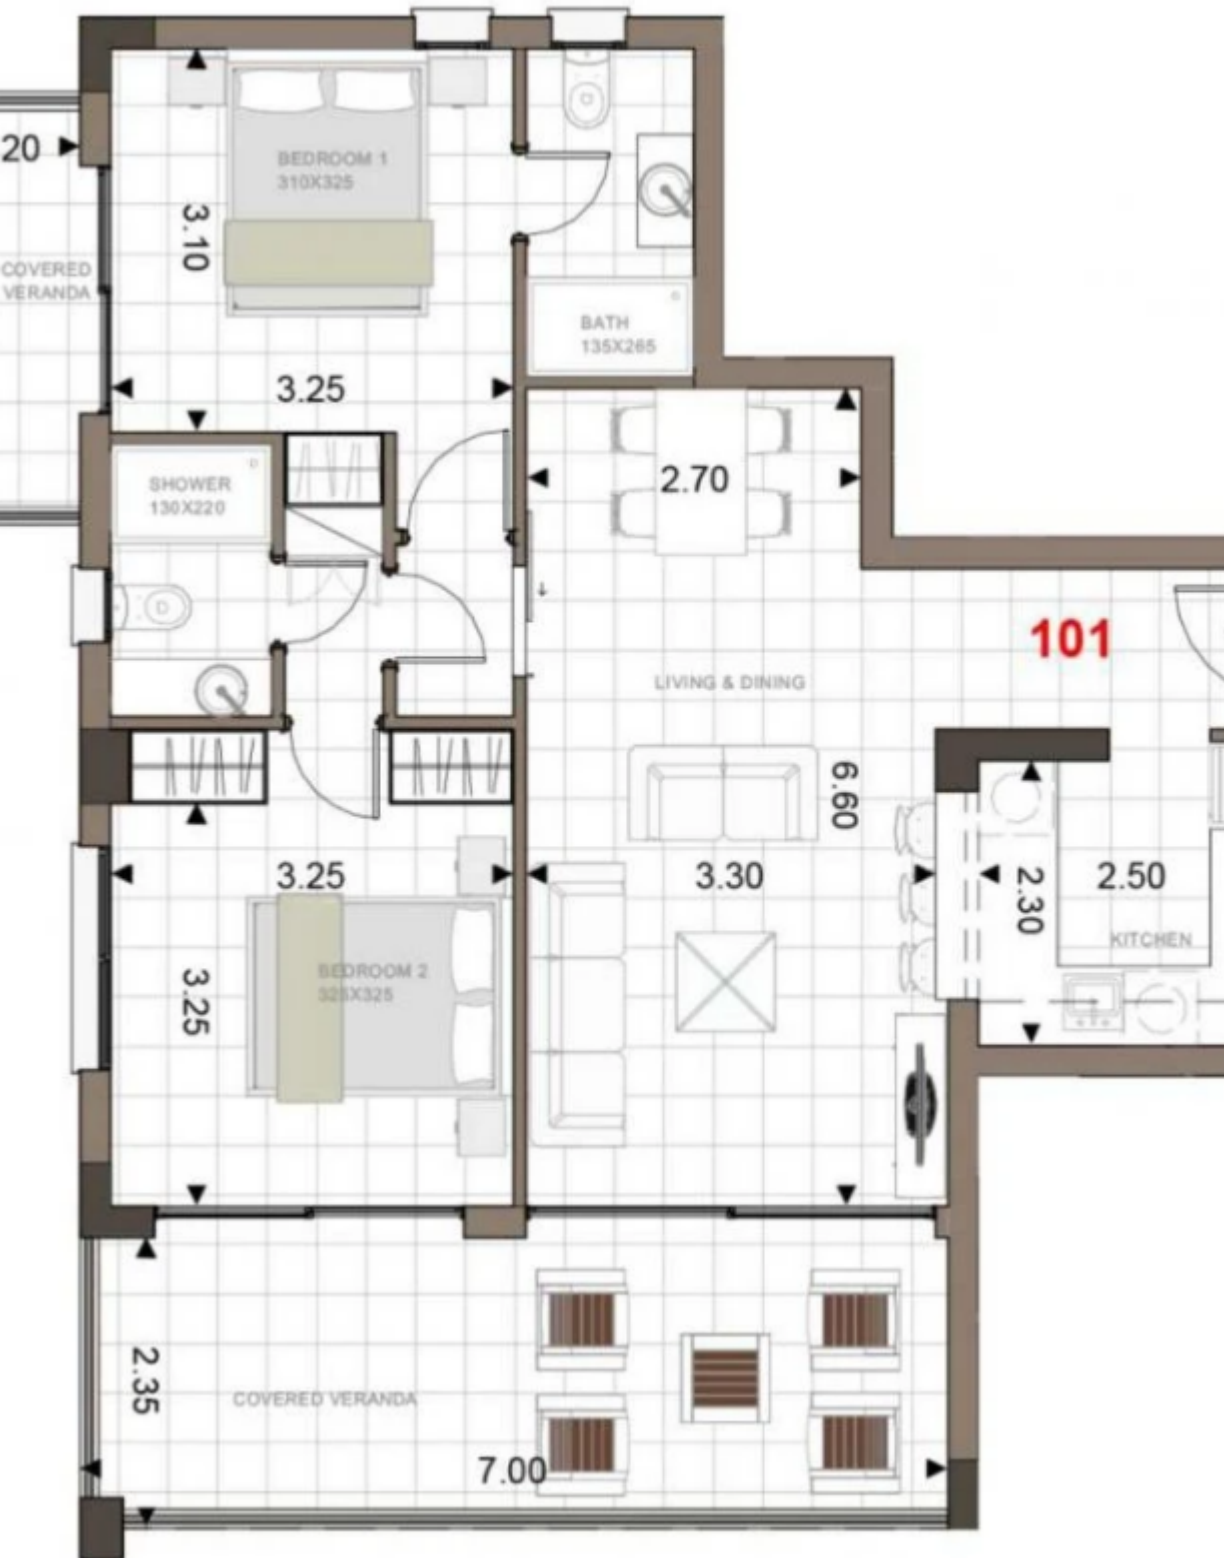 BEDROOM 1
310X325
20
3.10
COVERED
VERANDA
BATH
135X265
3.25
SHOWER
130X220
2.70
101
LIVING & DINING
6.60
3.25
3.30
2.30
2.50
KITCHEN
BEDROOM 2
325X325
3.25
2.35
COVERED VERANDA
7.00